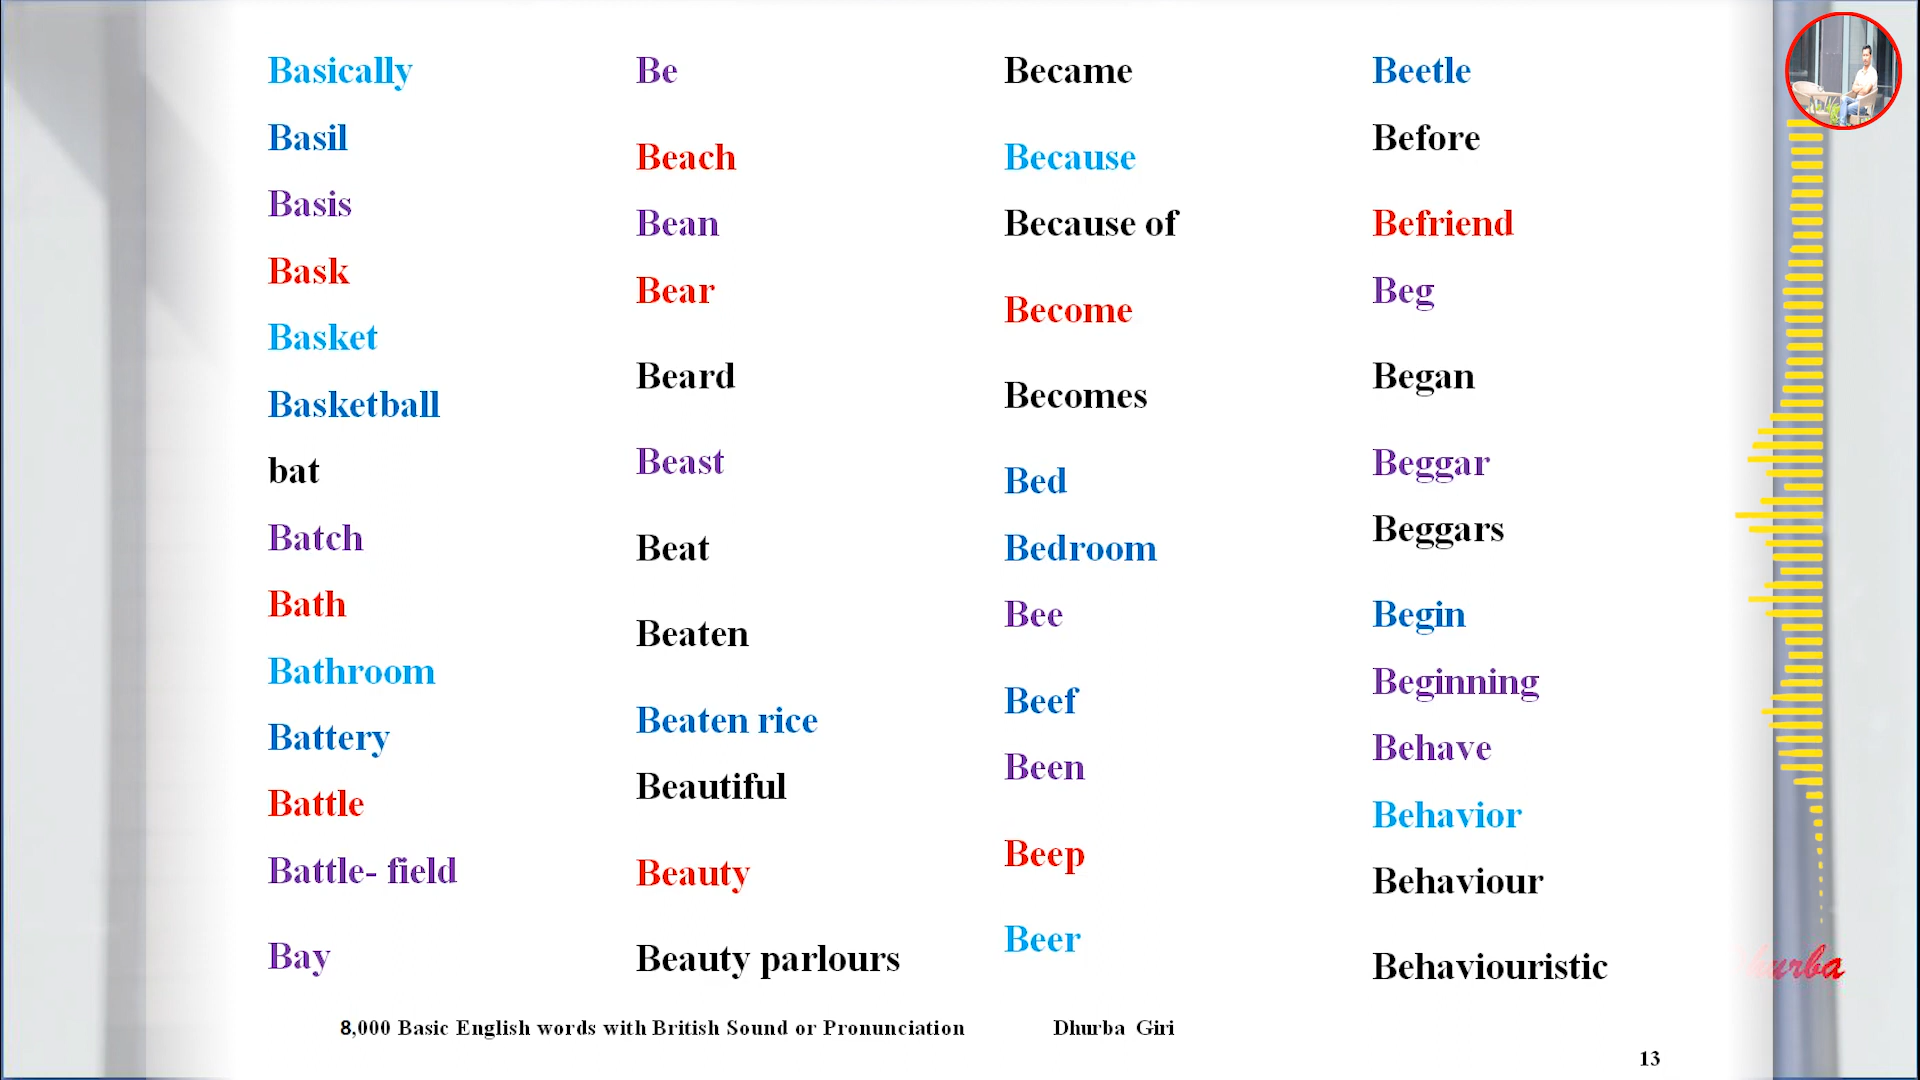 Basically
Basil
Basis
Bask
Basket
Basketball
bat
Batch
Bath
Bathroom
Battery
Battle
Battle- field
Bay
Be
Beach
Bean
Bear
Beard
Beast
Beat
Beaten
Beaten rice
Beautiful
Beauty
Beauty parlours
Became
Because
Because of
Become
Becomes
Bed
Bedroom
Bee
Beef
Been
Beep
Beer
Beetle
Before
Befriend
Beg
Began
Beggar
Beggars
Begin
Beginning
Behave
Behavior
Behaviour
Behaviouristic
8,000 Basic English words with British Sound or Pronunciation Dhurba Giri
13